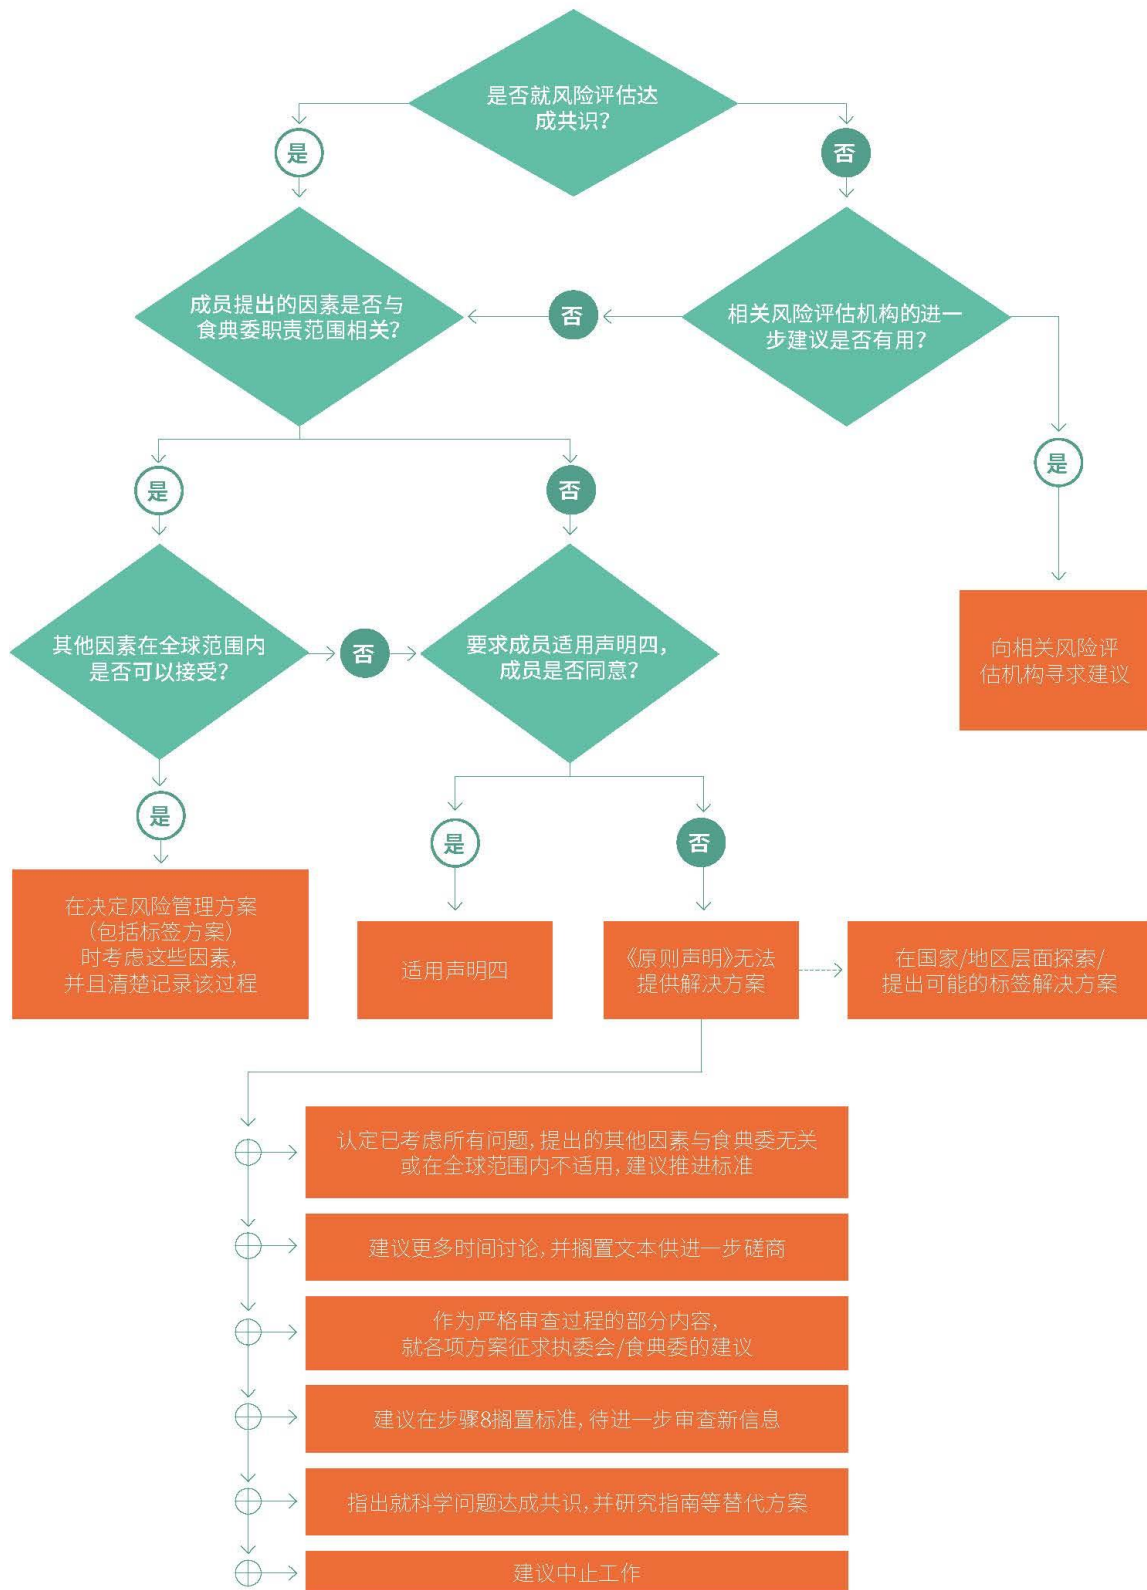 是否就风险评估达
成共识？
是
否
成员提出的因素是否与
食典委职责范围相关？
否
相关风险评估机构的进一
步建议是否有用？
是
否
是
其他因素在全球范围内
是否可以接受？
否
要求成员适用声明四，
成员是否同意？
向相关风险评
估机构寻求建议
是
是
否
在决定风险管理方案
（包括标签方案）
时考虑这些因素，
并且清楚记录该过程
适用声明四
《原则声明》无法
提供解决方案
在国家/地区层面探索/
提出可能的标签解决方案
认定已考虑所有问题，提出的其他因素与食典委无关
或在全球范围内不适用，建议推进标准
建议更多时间讨论，并搁置文本供进一步磋商
作为严格审查过程的部分内容，
就各项方案征求执委会/食典委的建议
建议在步骤8搁置标准，待进一步审查新信息
指出就科学问题达成共识，并研究指南等替代方案
建议中止工作